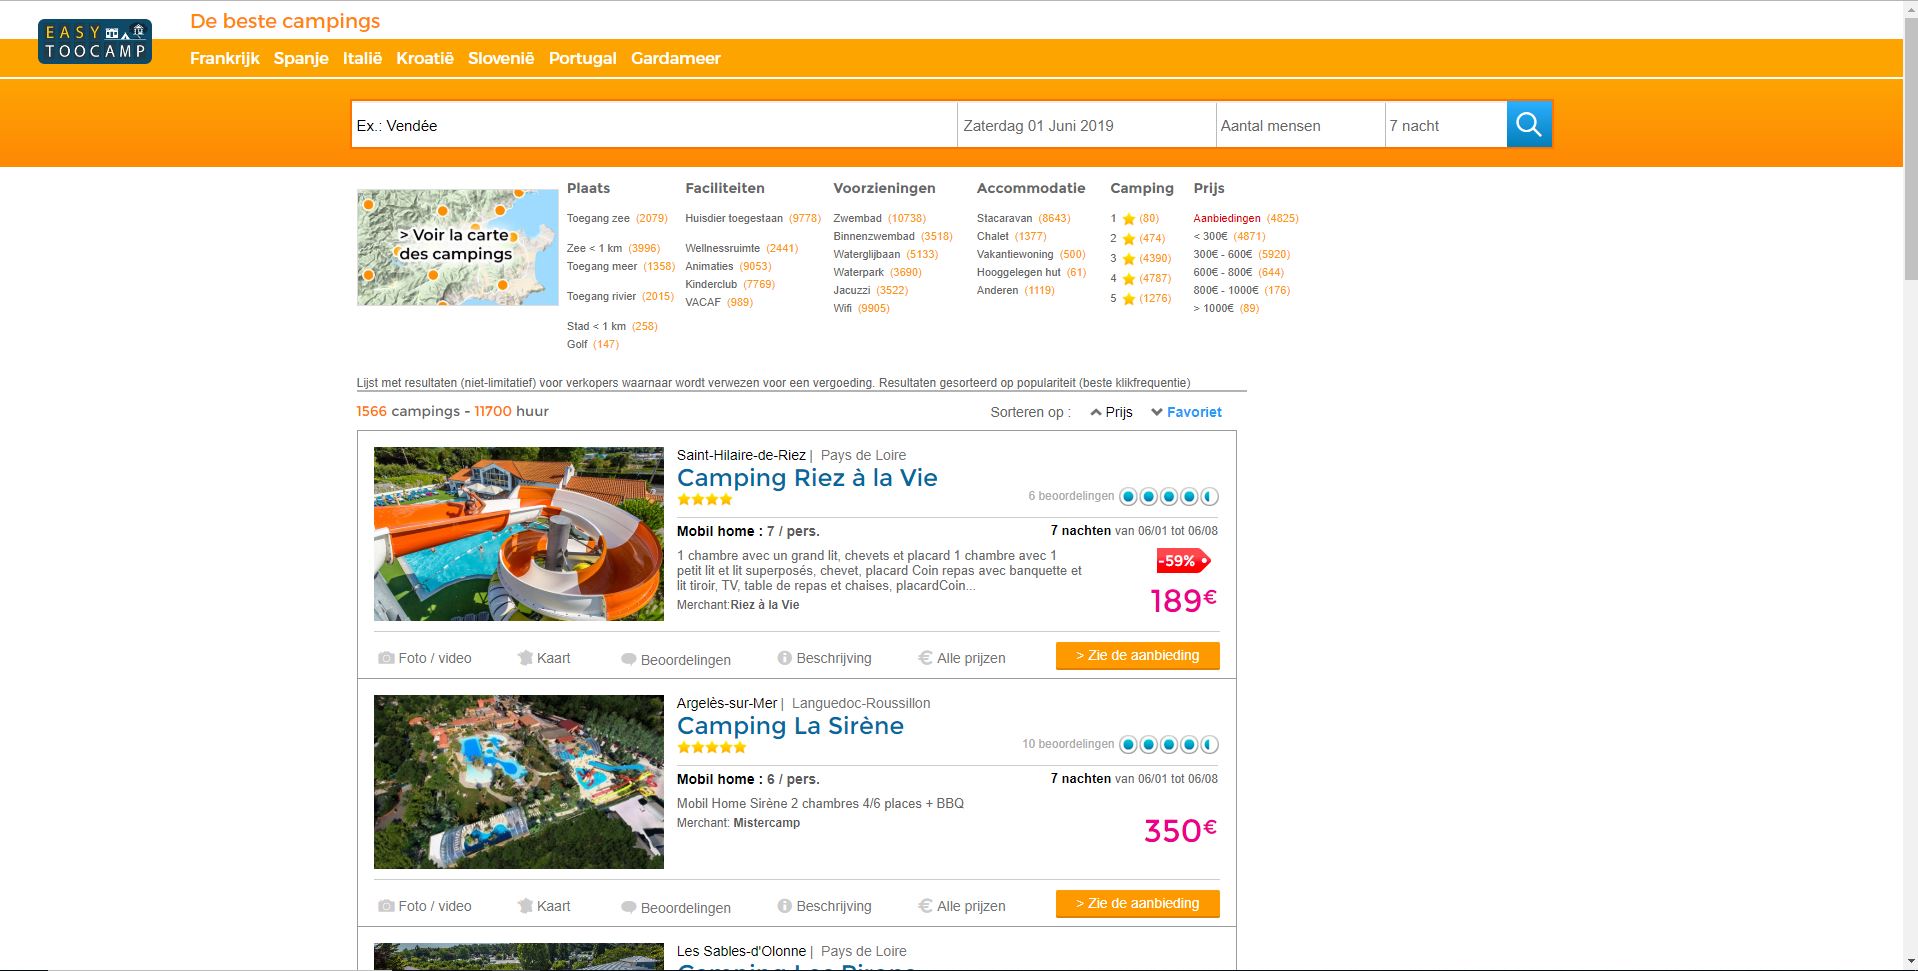 EASY
TOOCAMP
De beste campings
Frankrijk Spanje Italië Kroatië Slovenië Portugal Gardameer
Ex.: Vendée
Zaterdag 01 Juni 2019
Aantal mensen
7 nacht
> Voir la carte
des campings
Plaats
Toegang zee (2079)
Zee < 1 km (3996)
Toegang meer (1358)
Toegang rivier (2015)
Stad < 1 km (258)
Golf (147)
Faciliteiten
Huisdier toegestaan (9778)
Wellnessruimte (2441)
Animaties (9053)
Kinderclub (7769)
VACAF (989)
Voorzieningen
Zwembad (10738)
Binnenzwembad (3518)
Waterglijbaan (5133)
Waterpark (3690)
Jacuzzi (3522)
Wifi (9905)
Accommodatie
Stacaravan (8643)
Chalet (1377)
Vakantiewoning (500)
Hooggelegen hut (61)
Anderen (1119)
Camping
1 (80)
2 (474)
3 (4390)
4 (4787)
5 (1276)
Prijs
Aanbiedingen (4825)
< 300€ (4871)
300€ - 600€ (5920)
600€ - 800€ (644)
800€ - 1000€ (176)
> 1000€ (89)
Lijst met resultaten (niet-limitatief) voor verkopers waarnaar wordt verwezen voor een vergoeding. Resultaten gesorteerd op populariteit (beste klikfrequentie)
1566 campings - 11700 huur
Sorteren op : Prijs Favoriet
Saint-Hilaire-de-Riez | Pays de Loire
Camping Riez à la Vie
6 beoordelingen
Mobil home : 7 / pers.
7 nachten van 06/01 tot 06/08
1 chambre avec un grand lit, chevets et placard 1 chambre avec 1
petit lit et lit superposés, chevet, placard Coin repas avec banquette et
lit tiroir, TV, table de repas et chaises, placardCoin...
Merchant:Riez à la Vie
-59%
189€
Foto / video Kaart Beoordelingen Beschrijving Alle prijzen
> Zie de aanbieding
Argelès-sur-Mer | Languedoc-Roussillon
Camping La Sirène
10 beoordelingen
Mobil home : 6 / pers.
7 nachten van 06/01 tot 06/08
Mobil Home Sirène 2 chambres 4/6 places + BBQ
Merchant: Mistercamp
350€
Foto / video Kaart Beoordelingen Beschrijving Alle prijzen
> Zie de aanbieding
Les Sables-d'Olonne | Pays de Loire
Camping Les Pirons